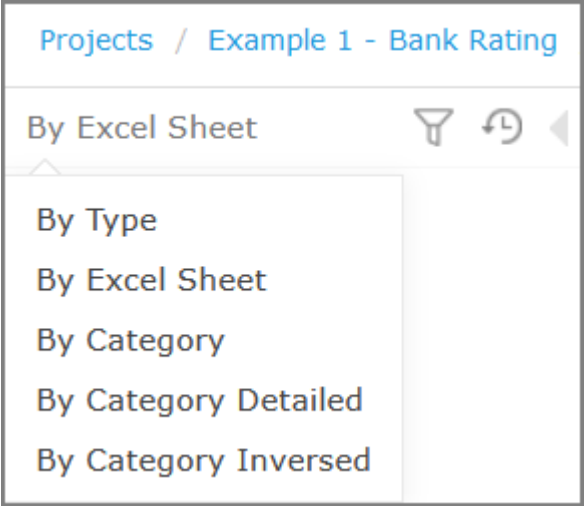 Projects / Example 1 - Bank Rating
By Excel Sheet
By Type
By Excel Sheet
By Category
By Category Detailed
By Category Inversed